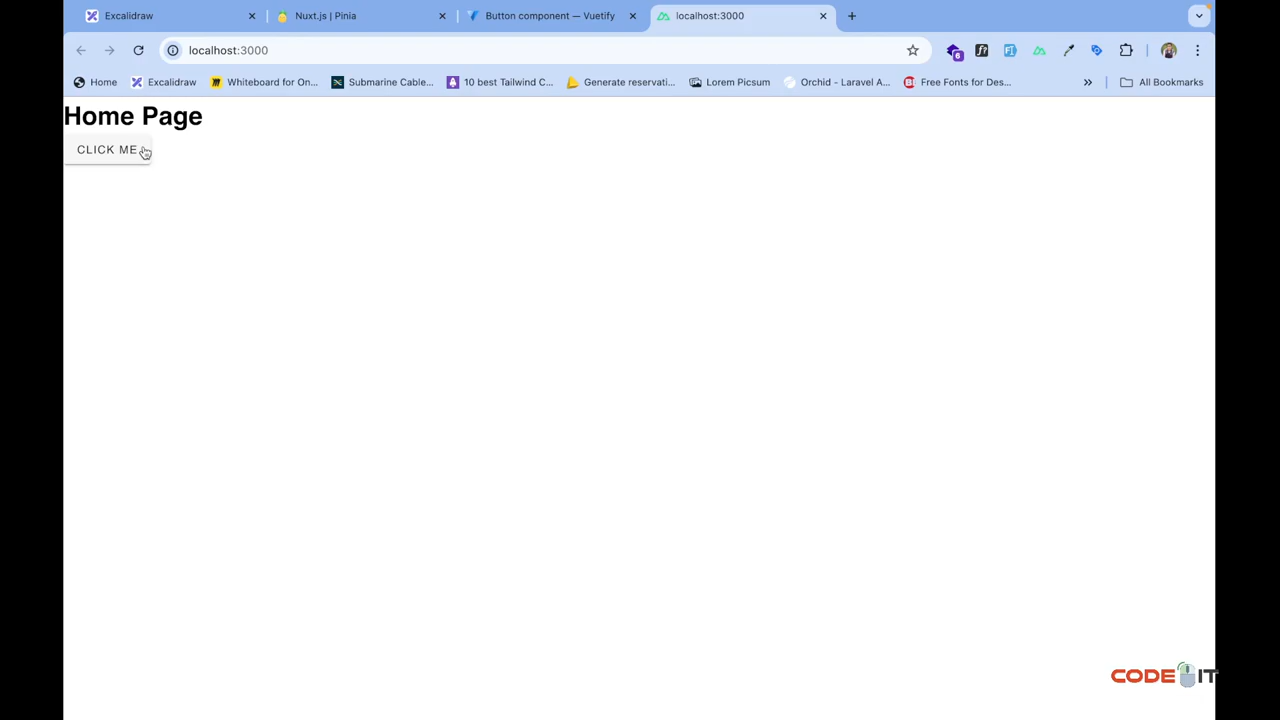 Excalidraw
Nuxt.js | Pinia
Button component — Vuetify
localhost:3000
localhost:3000
Home
Excalidraw
Whiteboard for On...
Submarine Cable...
10 best Tailwind C...
Generate reservati...
Lorem Picsum
Orchid - Laravel A...
Free Fonts for Des...
All Bookmarks
Home Page
CLICK ME
CODE IT